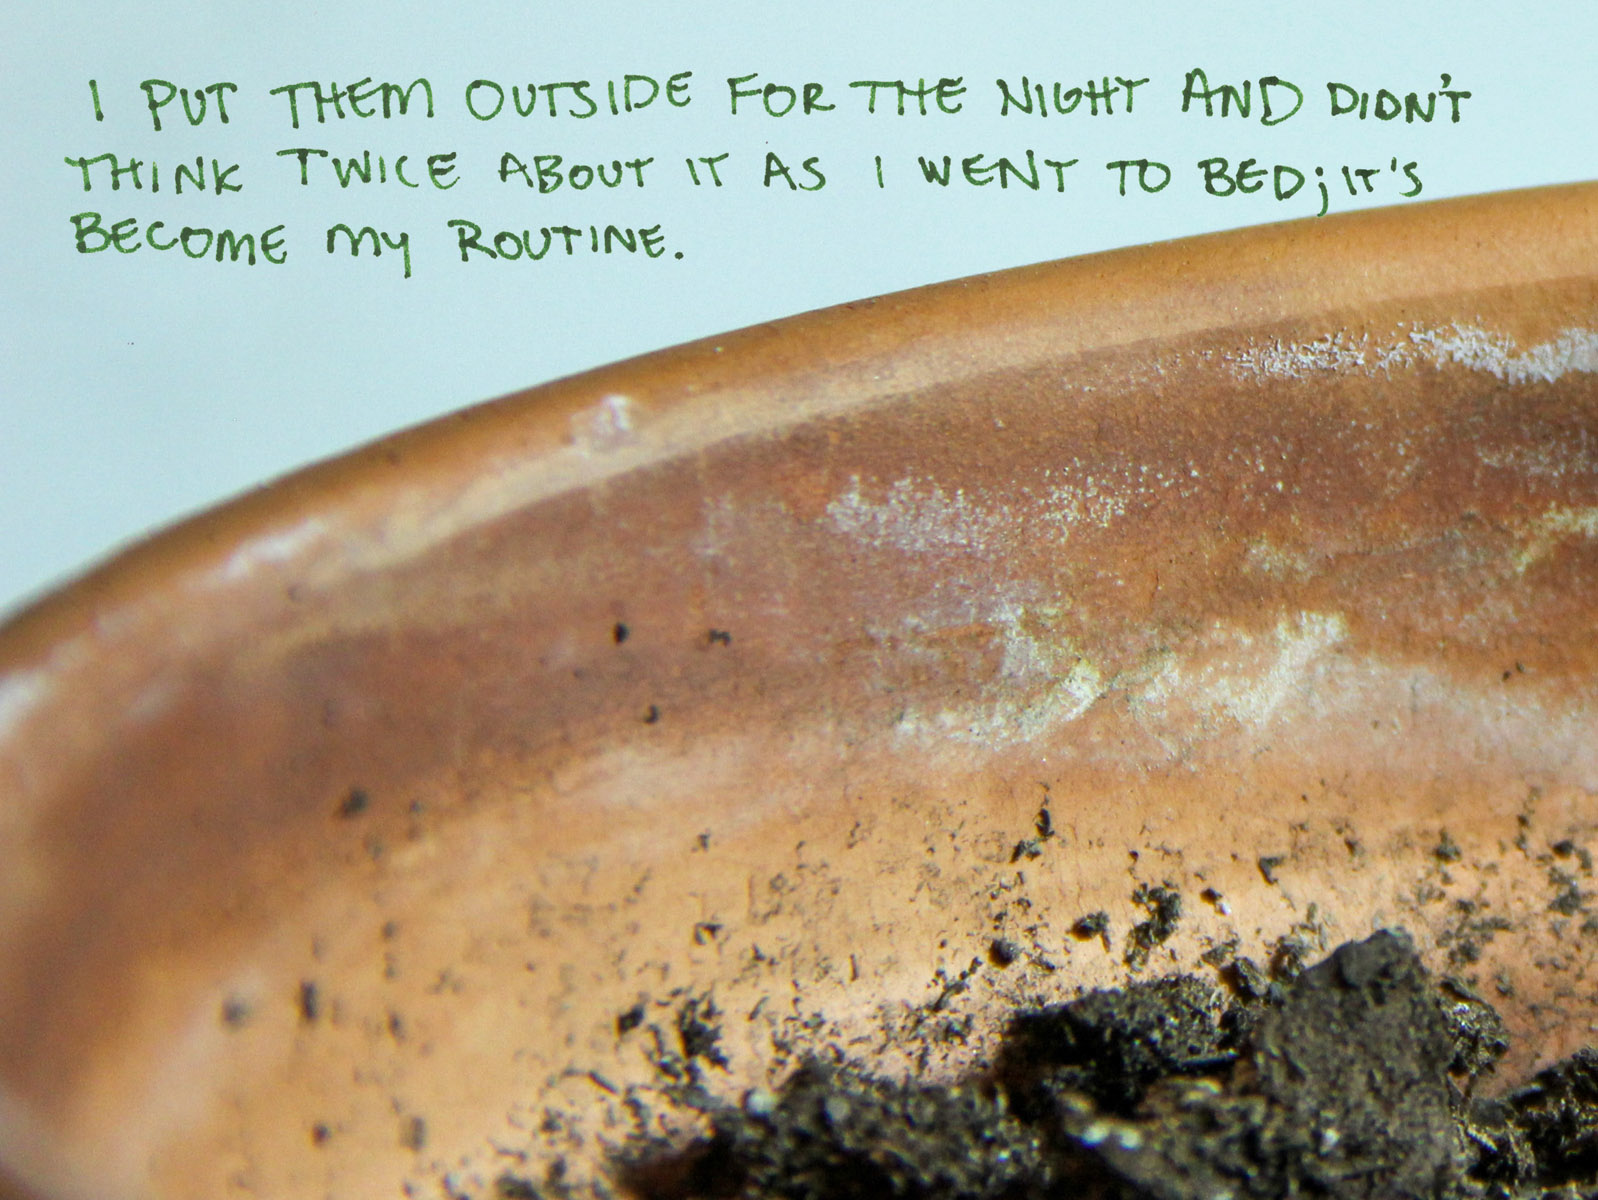 I PUT THEM OUTSIDE FOR THE NIGHT AND DIDN'T
THINK TWICE ABOUT IT AS I WENT TO BED; IT'S
BECOME MY ROUTINE.